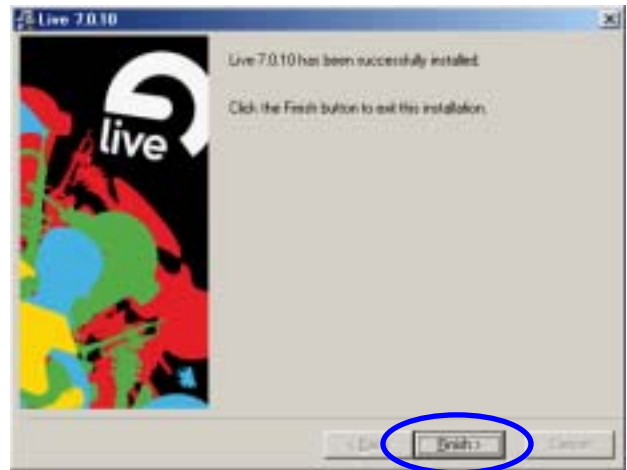 Live 7.0.10
live
Live 7.0.10 has been successfully installed.
Click the Finish button to exit this installation.
Finish >
Cancel